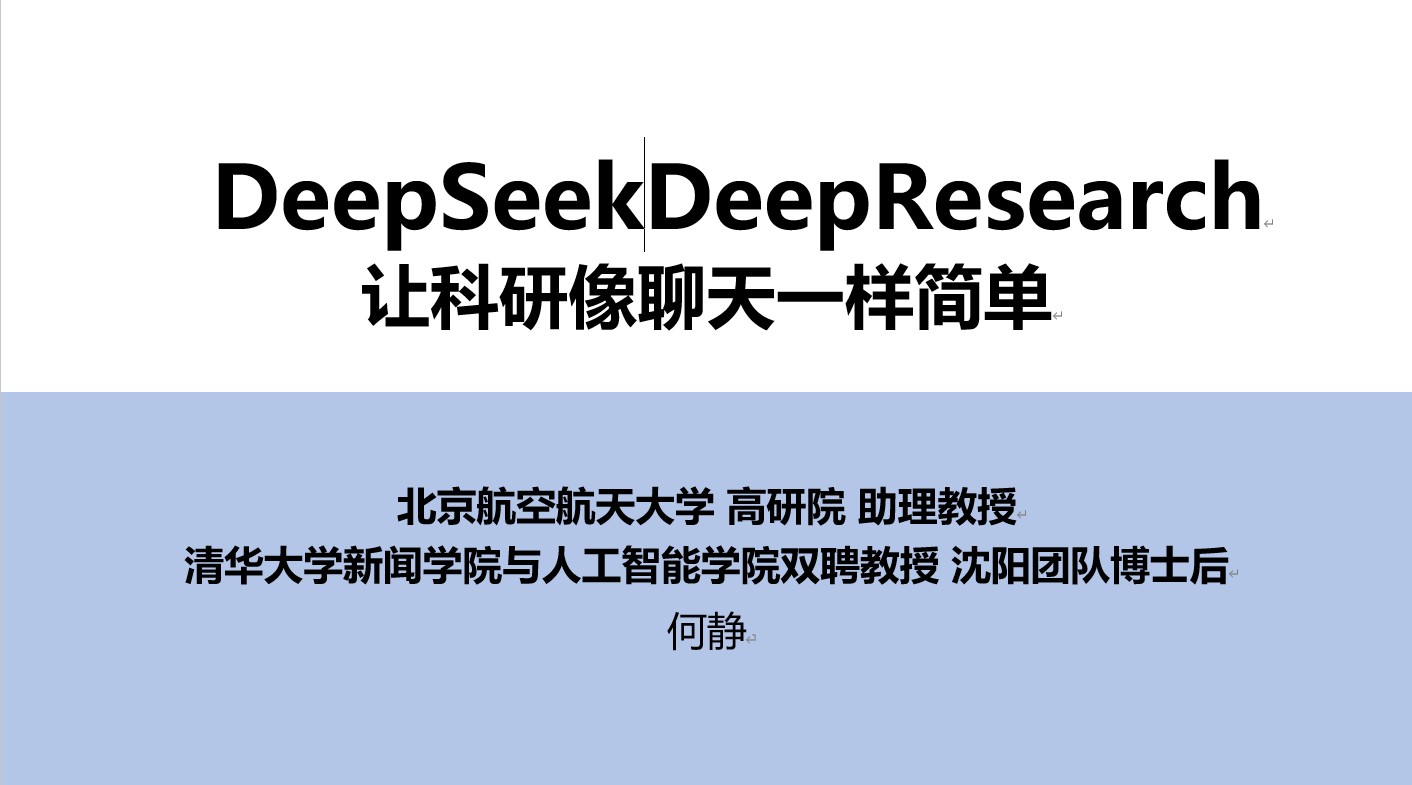 DeepSeekDeepResearch
让科研像聊天一样简单
北京航空航天大学 高研院 助理教授
清华大学新闻学院与人工智能学院双聘教授 沈阳团队博士后
何静